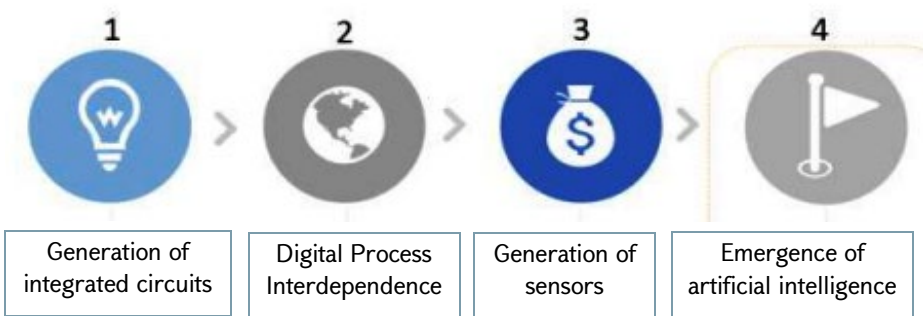 1
2
3
4
Generation of
integrated circuits
Digital Process
Interdependence
Generation of
sensors
Emergence of
artificial intelligence